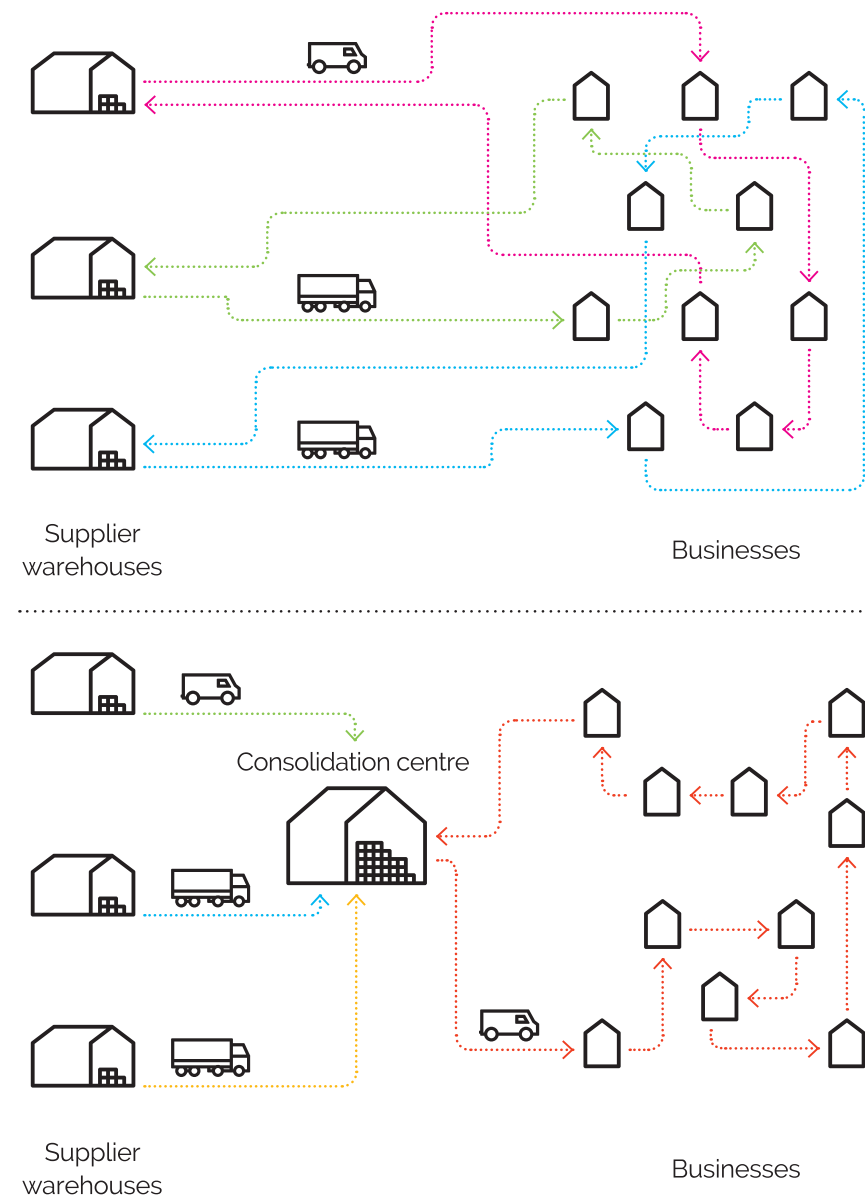 Supplier
warehouses
Businesses
Consolidation centre
Supplier
warehouses
Businesses